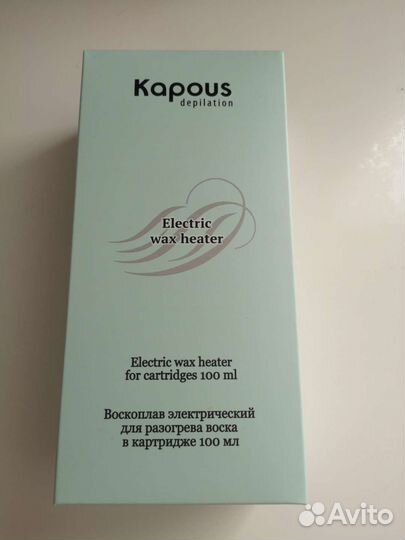 Kapous
depilation
Electric
wax heater
Electric wax heater
for cartridges 100 ml
Воскоплав электрический
для разогрева воска
в картридже 100 мл
Avito